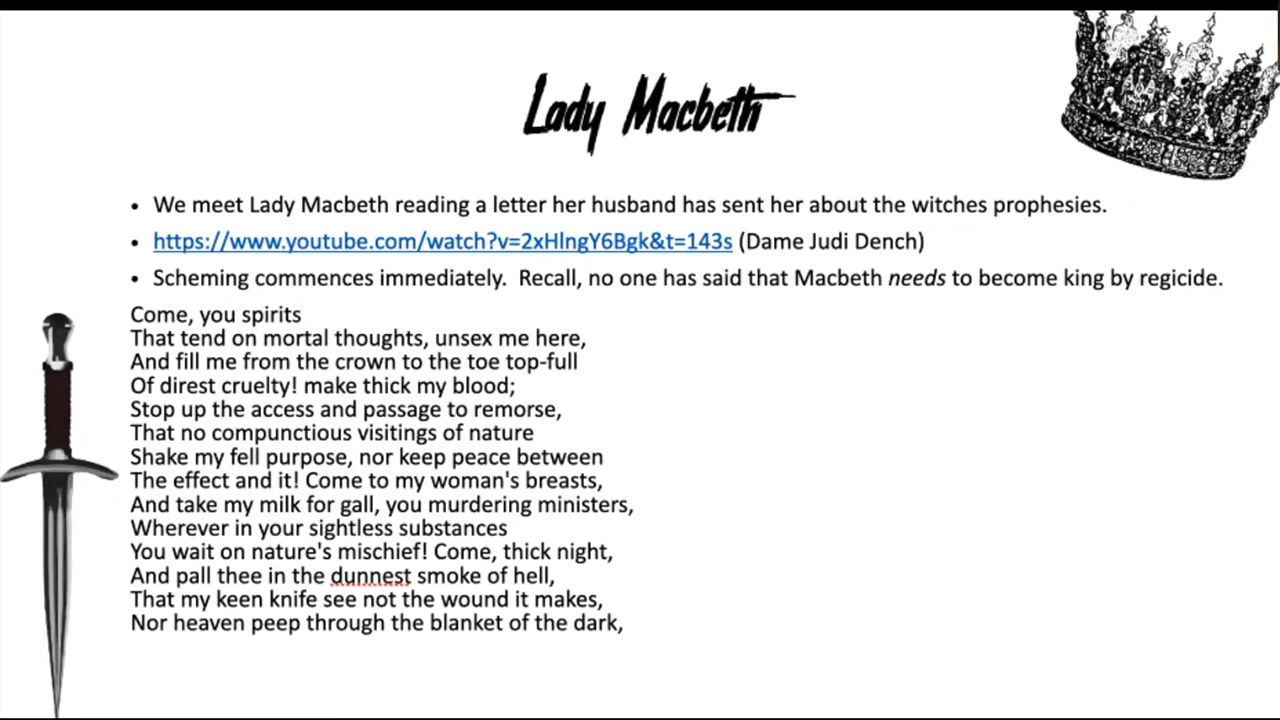 Lady Macbeth
• We meet Lady Macbeth reading a letter her husband has sent her about the witches prophesies.
• https://www.youtube.com/watch?v=2xHlngY6Bgk&t=143s (Dame Judi Dench)
• Scheming commences immediately.  Recall, no one has said that Macbeth needs to become king by regicide.
Come, you spirits
That tend on mortal thoughts, unsex me here,
And fill me from the crown to the toe top-full
Of direst cruelty! make thick my blood;
Stop up the access and passage to remorse,
That no compunctious visitings of nature
Shake my fell purpose, nor keep peace between
The effect and it! Come to my woman's breasts,
And take my milk for gall, you murdering ministers,
Wherever in your sightless substances
You wait on nature's mischief! Come, thick night,
And pall thee in the dunnest smoke of hell,
That my keen knife see not the wound it makes,
Nor heaven peep through the blanket of the dark,